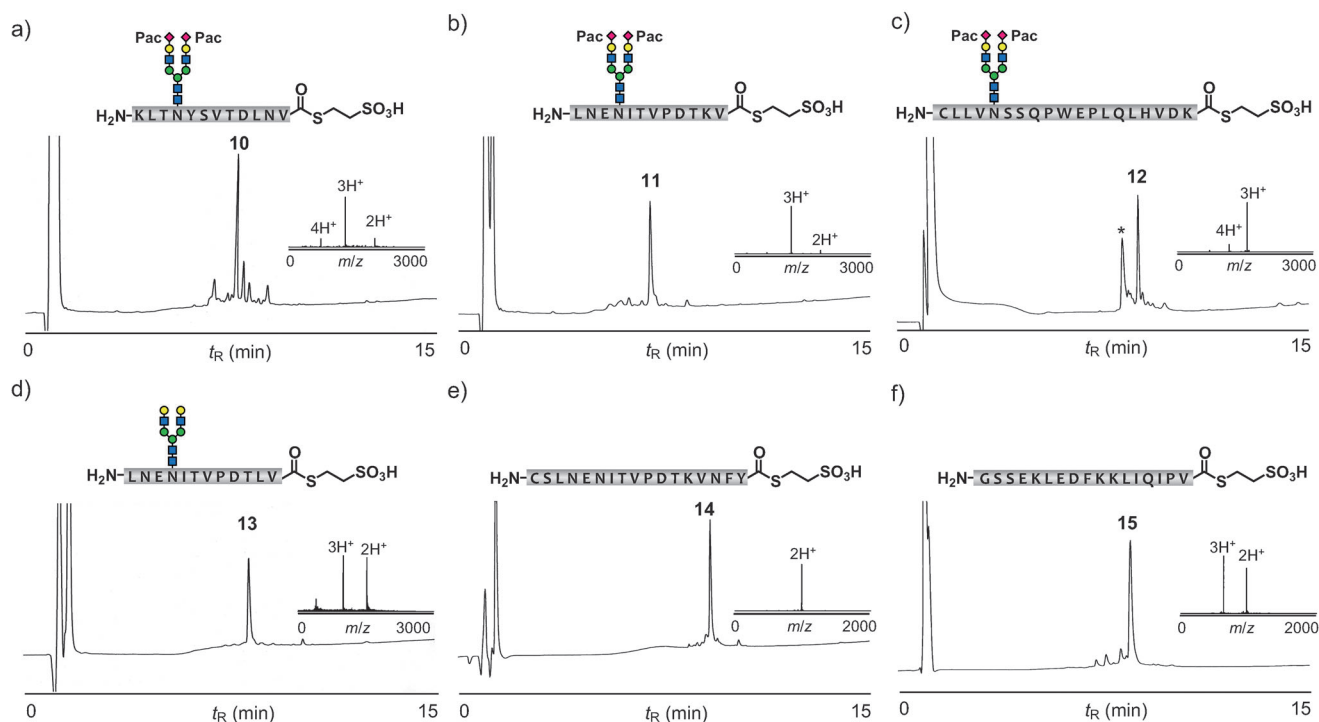 a)
Pac Pac
H₂N-KLTNYSVTDLNV O S SO₃H
10
4H⁺ 3H⁺ 2H⁺
0 m/z 3000
0 tR (min) 15
b)
Pac Pac
H₂N-LNENITVPDTKV O S SO₃H
11
3H⁺
2H⁺
0 m/z 3000
0 tR (min) 15
c)
Pac Pac
H₂N-CLLVNSSQPWEPLQLHVDK O S SO₃H
12
*
4H⁺ 3H⁺
0 m/z 3000
0 tR (min) 15
d)
H₂N-LNENITVPDTLV O S SO₃H
13
3H⁺ 2H⁺
0 m/z 3000
0 tR (min) 15
e)
H₂N-CSLNENITVPDTKVNFY O S SO₃H
14
2H⁺
0 m/z 2000
0 tR (min) 15
f)
H₂N-GSSEKLEDFKKLIQIPV O S SO₃H
15
3H⁺ 2H⁺
0 m/z 2000
0 tR (min) 15